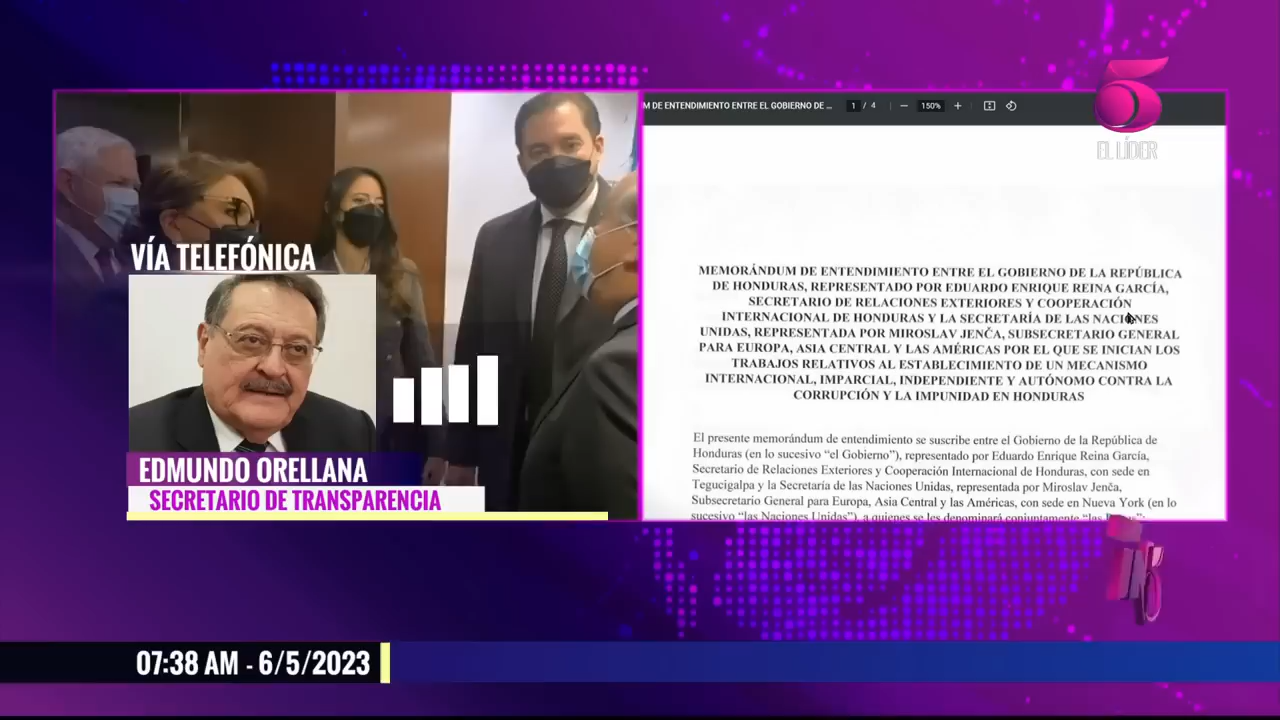 VÍA TELEFÓNICA
EDMUNDO ORELLANA
SECRETARIO DE TRANSPARENCIA
M DE ENTENDIMIENTO ENTRE EL GOBIERNO DE ... 1 / 4 — 150% +
5
EL LÍDER
MEMORÁNDUM DE ENTENDIMIENTO ENTRE EL GOBIERNO DE LA REPÚBLICA
DE HONDURAS, REPRESENTADO POR EDUARDO ENRIQUE REINA GARCÍA,
SECRETARIO DE RELACIONES EXTERIORES Y COOPERACIÓN
INTERNACIONAL DE HONDURAS Y LA SECRETARÍA DE LAS NACIONES
UNIDAS, REPRESENTADA POR MIROSLAV JENČA, SUBSECRETARIO GENERAL
PARA EUROPA, ASIA CENTRAL Y LAS AMÉRICAS POR EL QUE SE INICIAN LOS
TRABAJOS RELATIVOS AL ESTABLECIMIENTO DE UN MECANISMO
INTERNACIONAL, IMPARCIAL, INDEPENDIENTE Y AUTÓNOMO CONTRA LA
CORRUPCIÓN Y LA IMPUNIDAD EN HONDURAS
El presente memorándum de entendimiento se suscribe entre el Gobierno de la República de
Honduras (en lo sucesivo “el Gobierno”), representado por Eduardo Enrique Reina García,
Secretario de Relaciones Exteriores y Cooperación Internacional de Honduras, con sede en
Tegucigalpa y la Secretaría de las Naciones Unidas, representada por Miroslav Jenča,
Subsecretario General para Europa, Asia Central y las Américas, con sede en Nueva York (en lo
sucesivo “las Naciones Unidas”), a quienes se les denominará conjuntamente “las
07:38 AM - 6/5/2023